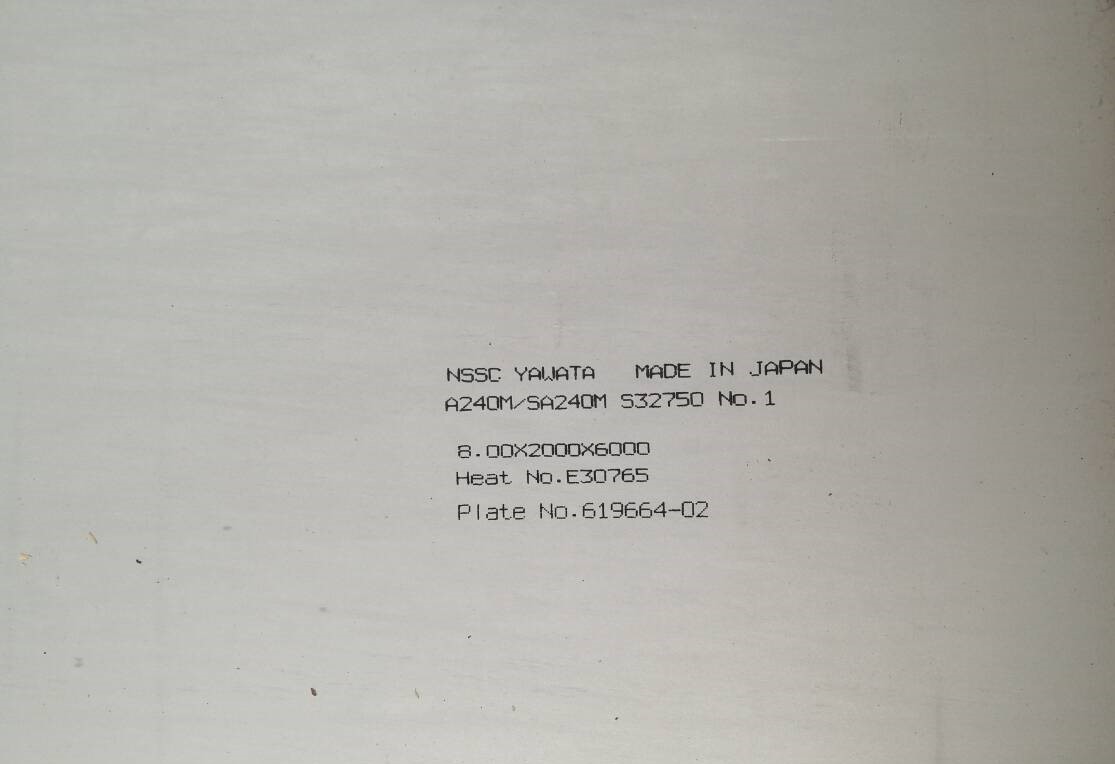 NSSC YAWATA MADE IN JAPAN
A240M/SA240M S32750 No.1
8.00X2000X6000
Heat No.E30765
Plate No.619664-02